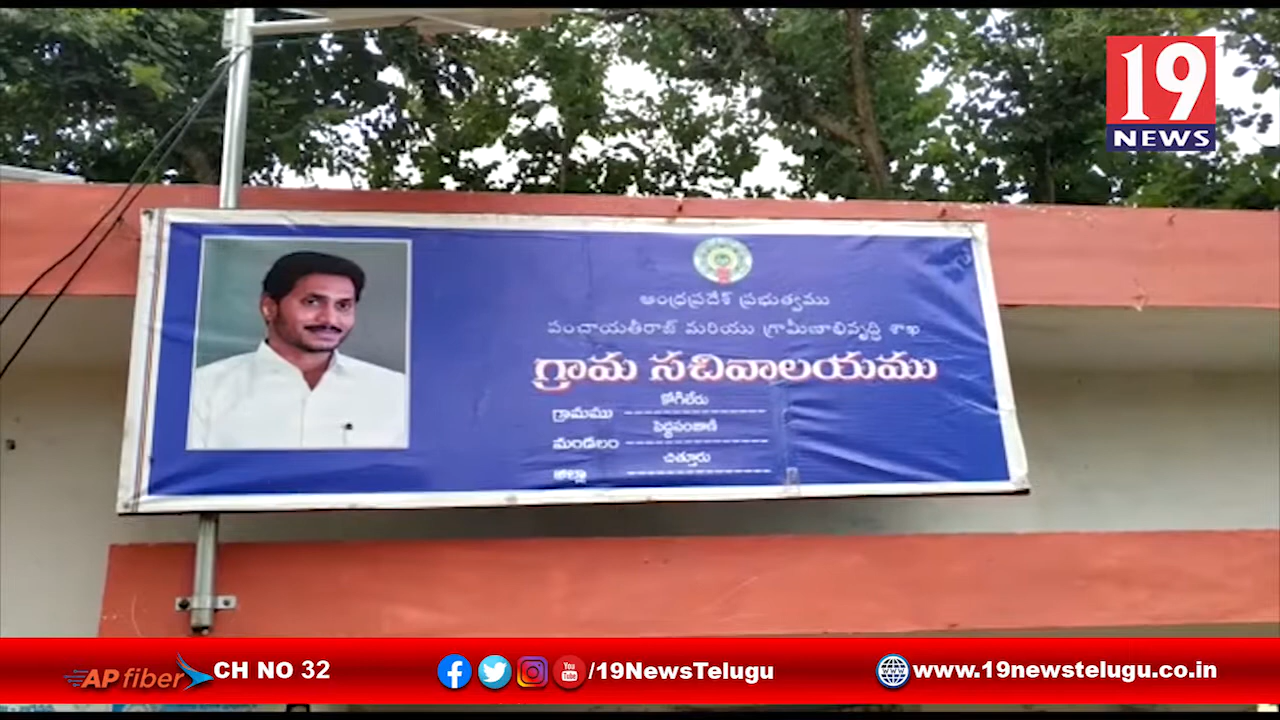 19
NEWS
ఆంధ్రప్రదేశ్ ప్రభుత్వము
పంచాయతీరాజ్ మరియు గ్రామీణాభివృద్ధి శాఖ
గ్రామ సచివాలయము
కోగిలేరు
గ్రామము
పెద్దపంజాణి
మండలం
చిత్తూరు
జిల్లా
APfiber CH NO 32 /19NewsTelugu www.19newstelugu.co.in